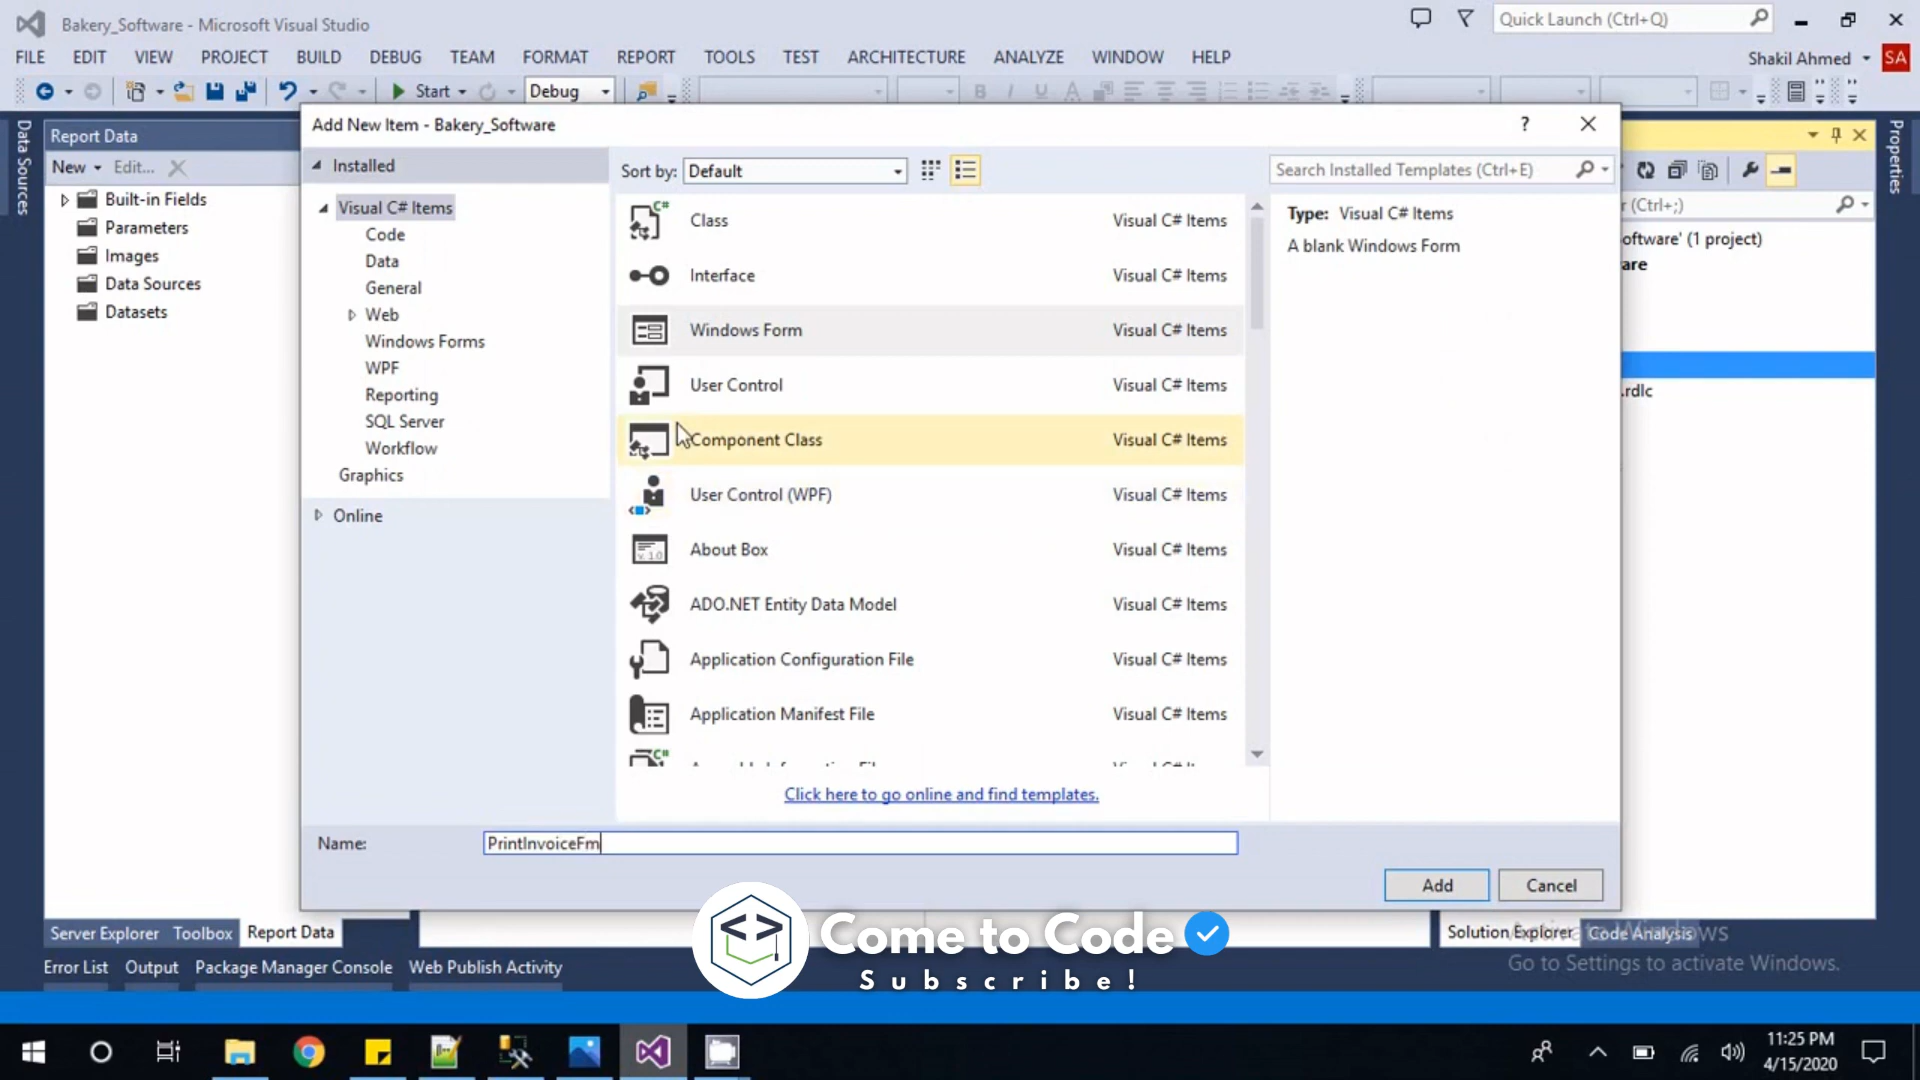 Bakery_Software - Microsoft Visual Studio
Quick Launch (Ctrl+Q)
FILE EDIT VIEW PROJECT BUILD DEBUG TEAM FORMAT REPORT TOOLS TEST ARCHITECTURE ANALYZE WINDOW HELP
Shakil Ahmed SA
Start Debug
Data Sources
Report Data
New Edit...
Built-in Fields
Parameters
Images
Data Sources
Datasets
Add New Item - Bakery_Software
?
Installed
Visual C# Items
Code
Data
General
Web
Windows Forms
WPF
Reporting
SQL Server
Workflow
Graphics
Online
Sort by: Default
Search Installed Templates (Ctrl+E)
Class Visual C# Items
Interface Visual C# Items
Windows Form Visual C# Items
User Control Visual C# Items
Component Class Visual C# Items
User Control (WPF) Visual C# Items
About Box Visual C# Items
ADO.NET Entity Data Model Visual C# Items
Application Configuration File Visual C# Items
Application Manifest File Visual C# Items
Click here to go online and find templates.
Type: Visual C# Items
A blank Windows Form
Name: PrintInvoiceFm
Add Cancel
Properties
(Ctrl+;)
oftware' (1 project)
are
.rdlc
Server Explorer Toolbox Report Data
Solution Explorer Code Analysis
Error List Output Package Manager Console Web Publish Activity
Go to Settings to activate Windows.
Come to Code
Subscribe!
11:25 PM
4/15/2020